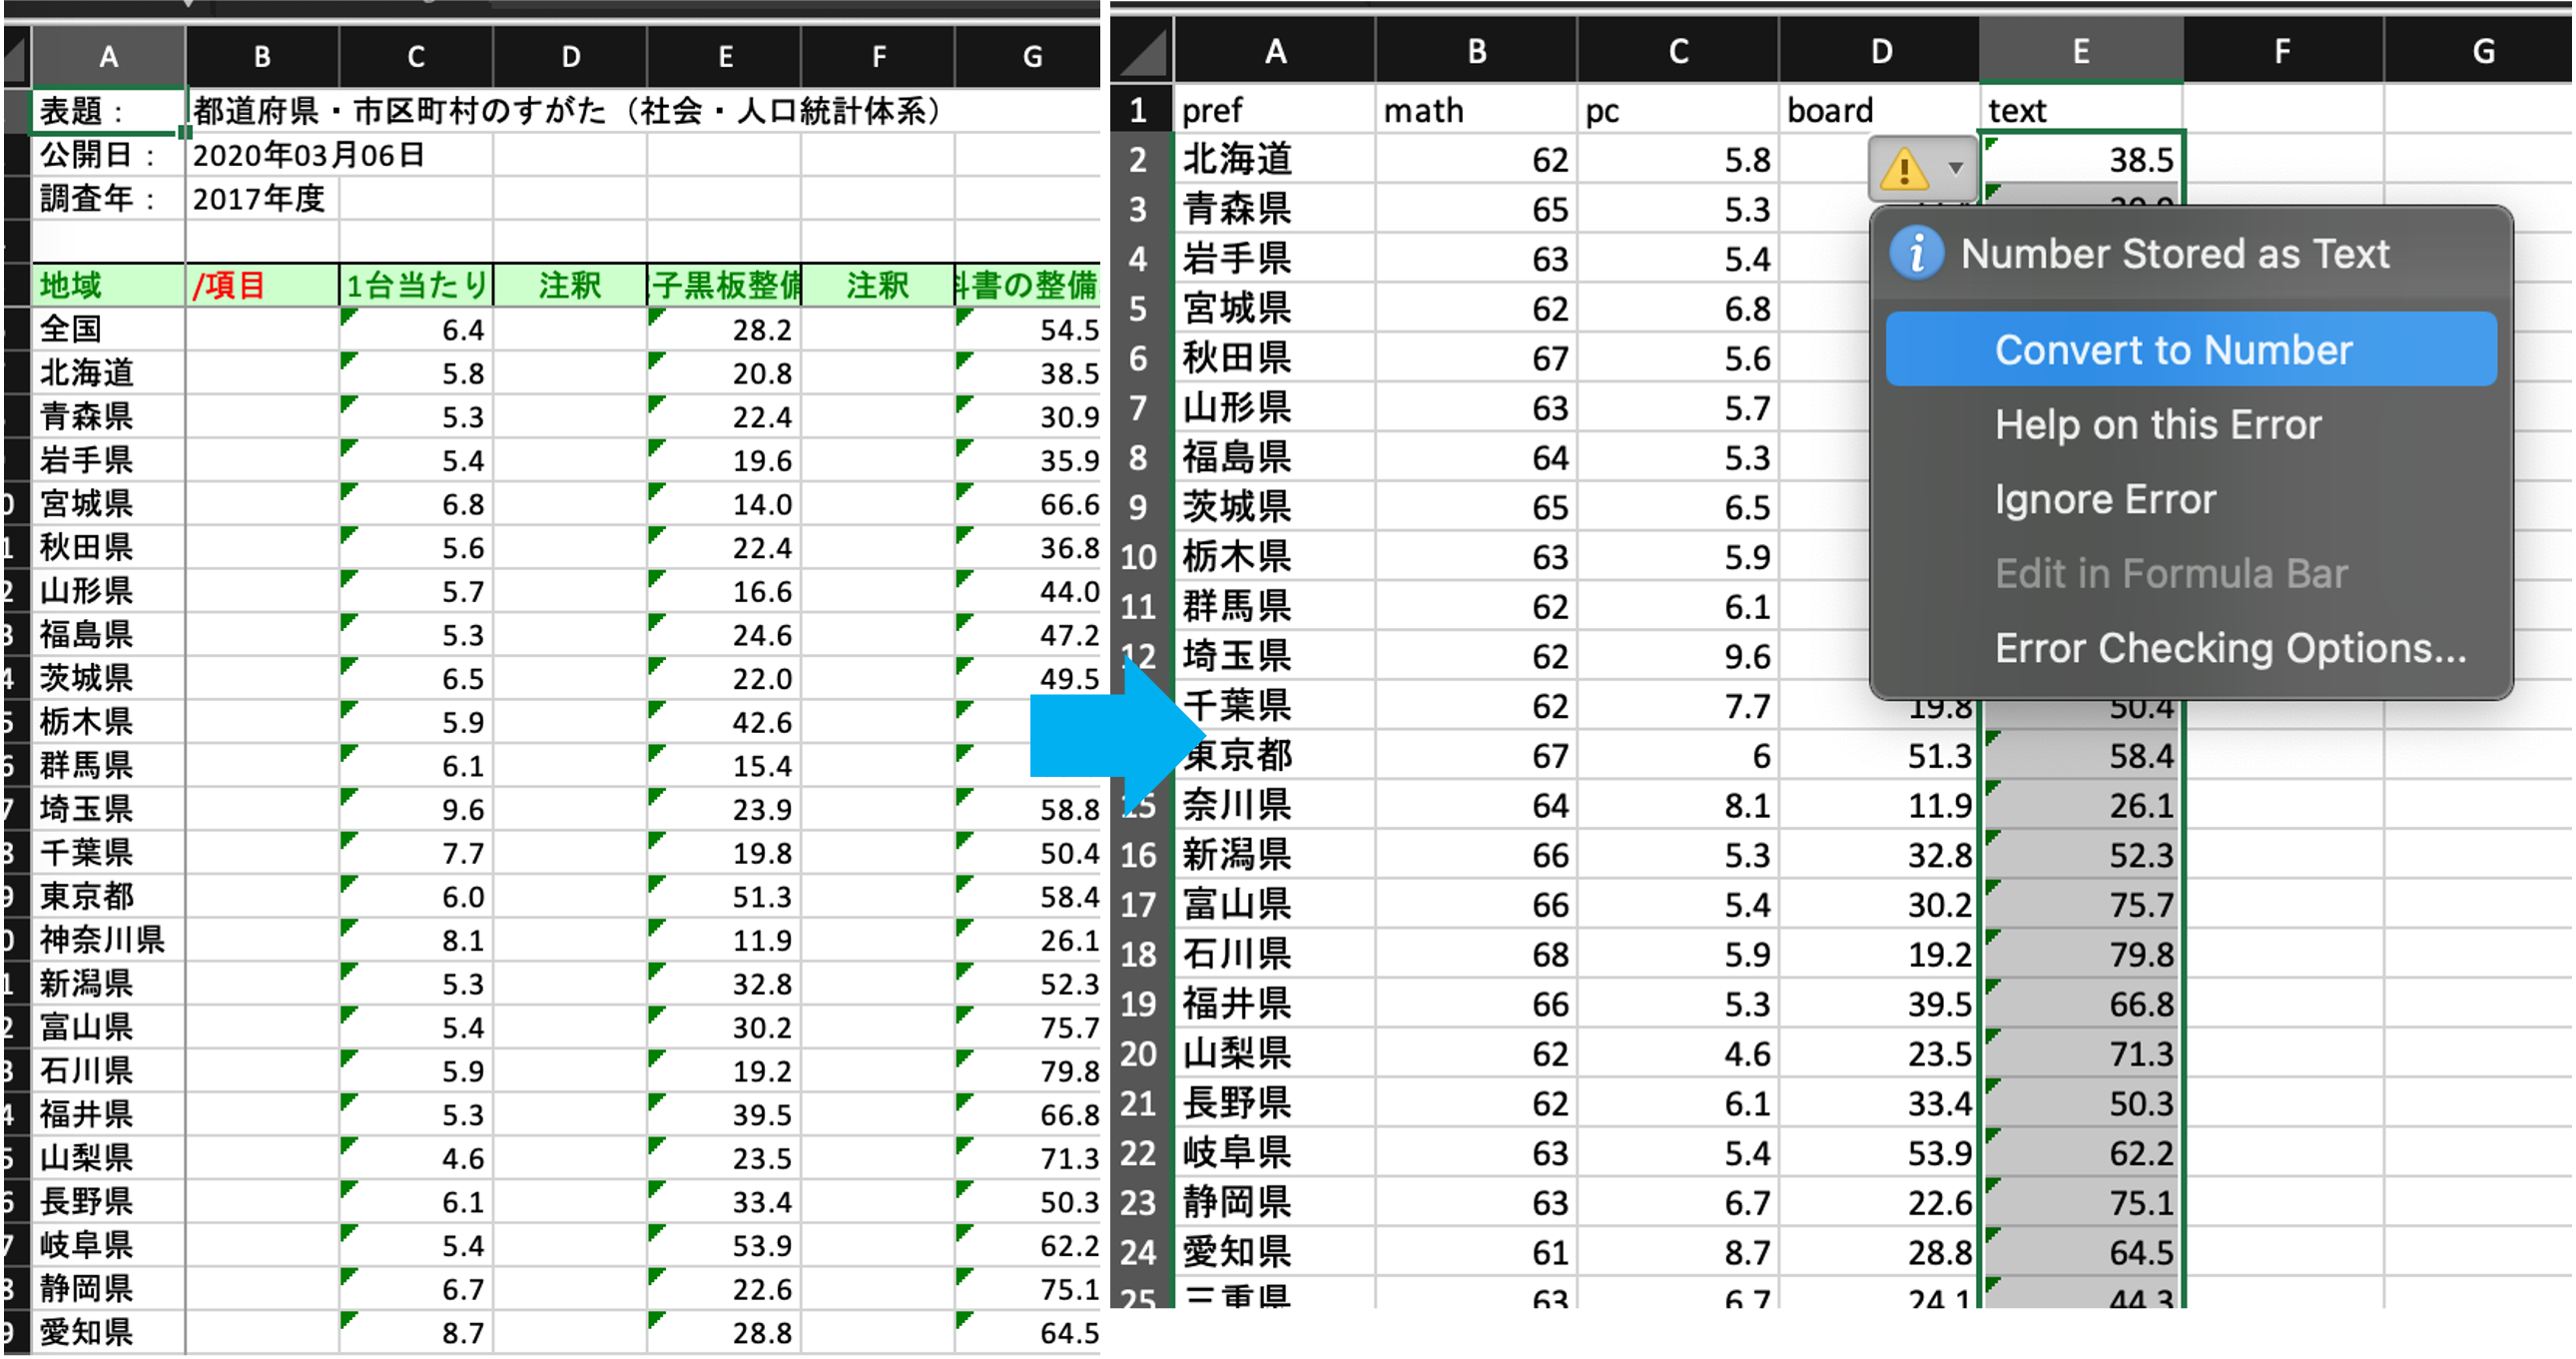 A B C D E F G
表題： 都道府県・市区町村のすがた（社会・人口統計体系）
公開日： 2020年03月06日
調査年： 2017年度
地域 /項目 1台当たり 注釈 子黒板整備 注釈 書の整備
全国 6.4 28.2 54.5
北海道 5.8 20.8 38.5
青森県 5.3 22.4 30.9
岩手県 5.4 19.6 35.9
宮城県 6.8 14.0 66.6
秋田県 5.6 22.4 36.8
山形県 5.7 16.6 44.0
福島県 5.3 24.6 47.2
茨城県 6.5 22.0 49.5
栃木県 5.9 42.6
群馬県 6.1 15.4
埼玉県 9.6 23.9 58.8
千葉県 7.7 19.8 50.4
東京都 6.0 51.3 58.4
神奈川県 8.1 11.9 26.1
新潟県 5.3 32.8 52.3
富山県 5.4 30.2 75.7
石川県 5.9 19.2 79.8
福井県 5.3 39.5 66.8
山梨県 4.6 23.5 71.3
長野県 6.1 33.4 50.3
岐阜県 5.4 53.9 62.2
静岡県 6.7 22.6 75.1
愛知県 8.7 28.8 64.5
A B C D E F G
1 pref math pc board text
2 北海道 62 5.8 38.5
3 青森県 65 5.3
4 岩手県 63 5.4
5 宮城県 62 6.8
6 秋田県 67 5.6
7 山形県 63 5.7
8 福島県 64 5.3
9 茨城県 65 6.5
10 栃木県 63 5.9
11 群馬県 62 6.1
12 埼玉県 62 9.6
千葉県 62 7.7 19.8 50.4
東京都 67 6 51.3 58.4
15 奈川県 64 8.1 11.9 26.1
16 新潟県 66 5.3 32.8 52.3
17 富山県 66 5.4 30.2 75.7
18 石川県 68 5.9 19.2 79.8
19 福井県 66 5.3 39.5 66.8
20 山梨県 62 4.6 23.5 71.3
21 長野県 62 6.1 33.4 50.3
22 岐阜県 63 5.4 53.9 62.2
23 静岡県 63 6.7 22.6 75.1
24 愛知県 61 8.7 28.8 64.5
25 三重県 63 6.7 24.1 44.3
Number Stored as Text
Convert to Number
Help on this Error
Ignore Error
Edit in Formula Bar
Error Checking Options...